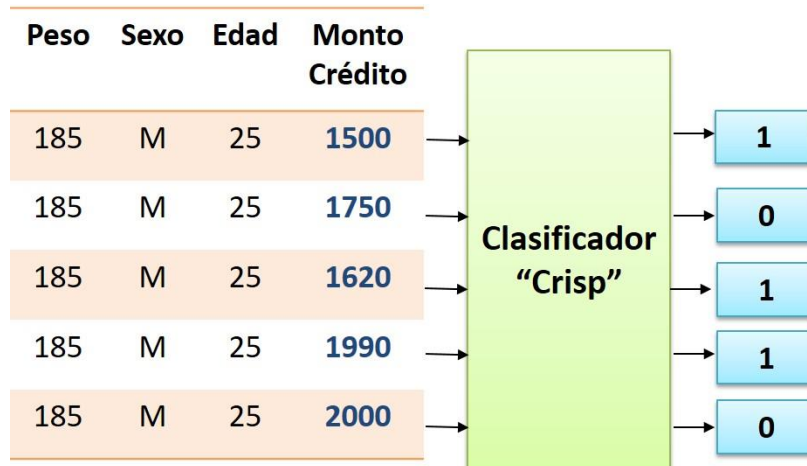 Peso Sexo Edad Monto
Crédito
185 M 25 1500
185 M 25 1750
185 M 25 1620
185 M 25 1990
185 M 25 2000
Clasificador
“Crisp”
1
0
1
1
0